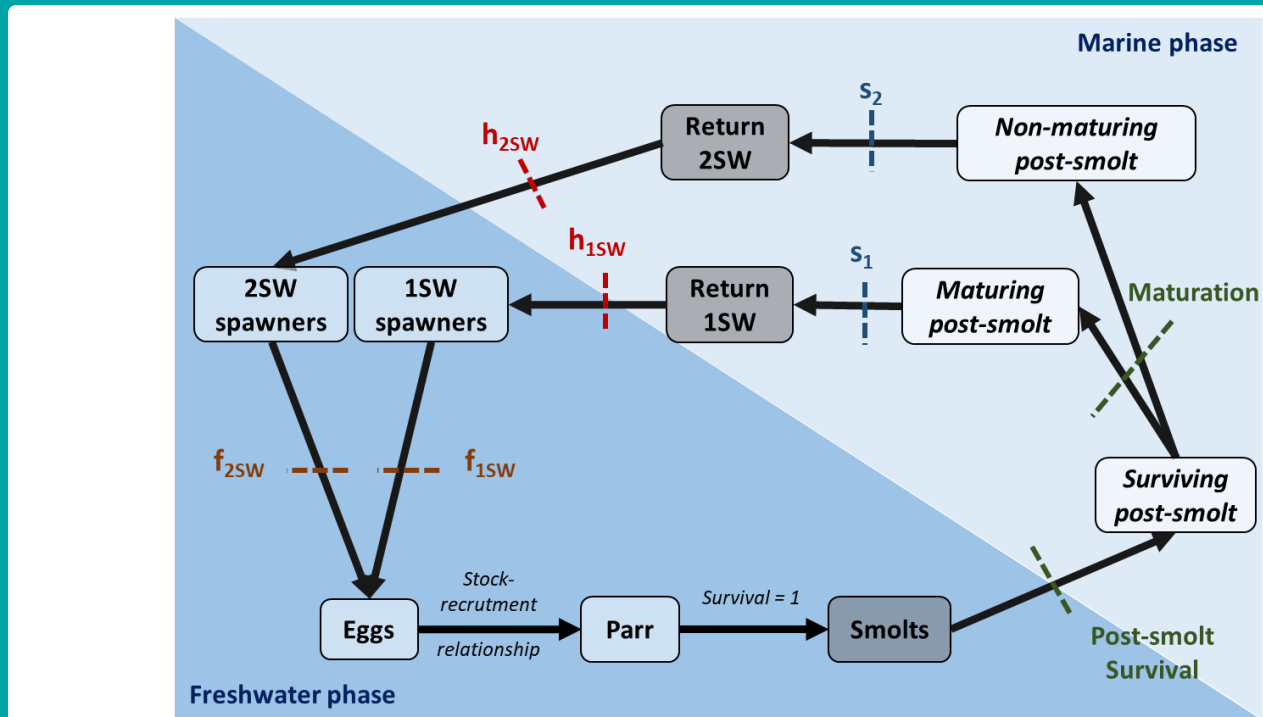 Marine phase
s2
Return
2SW
Non-maturing
post-smolt
h2SW
h1SW
s1
2SW
spawners
1SW
spawners
Return
1SW
Maturing
post-smolt
Maturation
f2SW
f1SW
Surviving
post-smolt
Stock-
recrutment
relationship
Survival = 1
Eggs
Parr
Smolts
Post-smolt
Survival
Freshwater phase